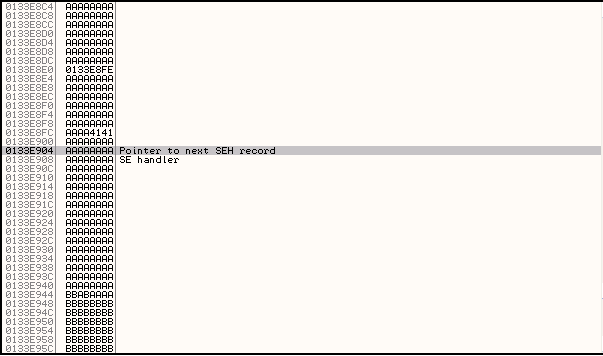 0133E8C4 AAAAAAAA
0133E8C8 AAAAAAAA
0133E8CC AAAAAAAA
0133E8D0 AAAAAAAA
0133E8D4 AAAAAAAA
0133E8D8 AAAAAAAA
0133E8DC AAAAAAAA
0133E8E0 0133E8FE
0133E8E4 AAAAAAAA
0133E8E8 AAAAAAAA
0133E8EC AAAAAAAA
0133E8F0 AAAAAAAA
0133E8F4 AAAAAAAA
0133E8F8 AAAAAAAA
0133E8FC AAAA4141
0133E900 AAAAAAAA
0133E904 AAAAAAAA Pointer to next SEH record
0133E908 AAAAAAAA SE handler
0133E90C AAAAAAAA
0133E910 AAAAAAAA
0133E914 AAAAAAAA
0133E918 AAAAAAAA
0133E91C AAAAAAAA
0133E920 AAAAAAAA
0133E924 AAAAAAAA
0133E928 AAAAAAAA
0133E92C AAAAAAAA
0133E930 AAAAAAAA
0133E934 AAAAAAAA
0133E938 AAAAAAAA
0133E93C AAAAAAAA
0133E940 AAAAAAAA
0133E944 BBABAAAA
0133E948 BBBBBBBB
0133E94C BBBBBBBB
0133E950 BBBBBBBB
0133E954 BBBBBBBB
0133E958 BBBBBBBB
0133E95C BBBBBBBB